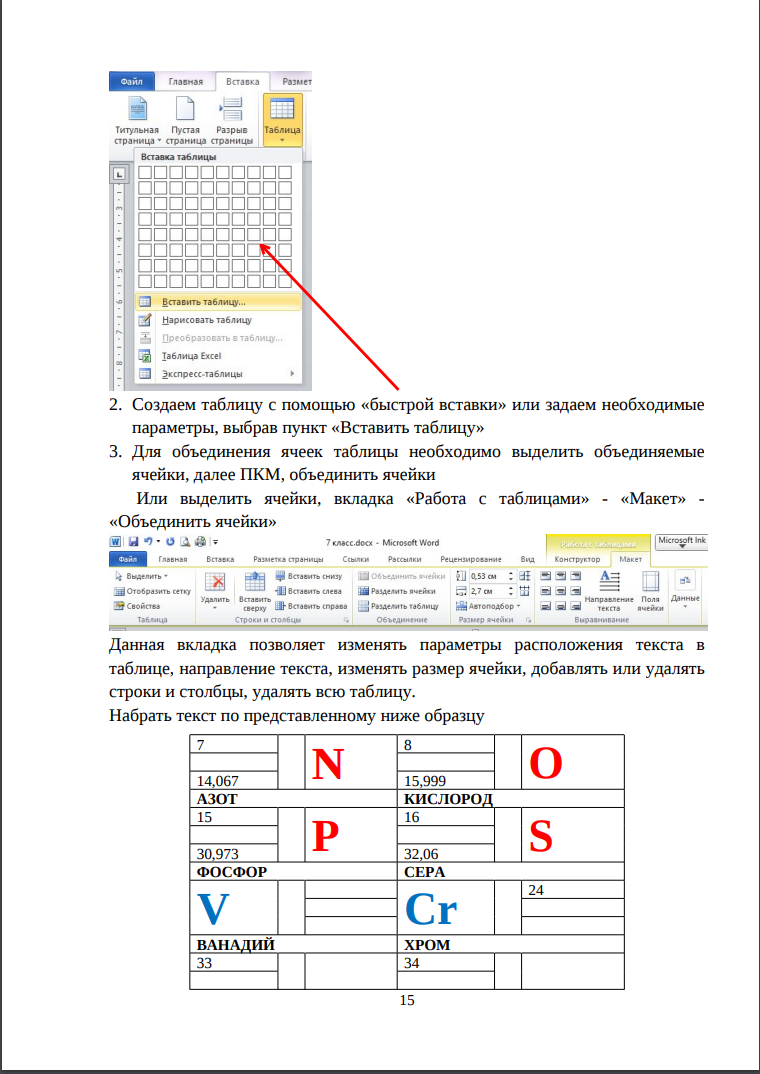 Файл Главная Вставка Размет
Титульная страница Пустая страница Разрыв страницы Таблица
Вставка таблицы
L
3 4 5 6 7 8
Вставить таблицу...
Нарисовать таблицу
Преобразовать в таблицу...
Таблица Excel
Экспресс-таблицы
2. Создаем таблицу с помощью «быстрой вставки» или задаем необходимые
параметры, выбрав пункт «Вставить таблицу»
3. Для объединения ячеек таблицы необходимо выделить объединяемые
ячейки, далее ПКМ, объединить ячейки
Или выделить ячейки, вкладка «Работа с таблицами» - «Макет» -
«Объединить ячейки»
W 7 класс.docx - Microsoft Word Работа с таблицами Microsoft Ink
Файл Главная Вставка Разметка страницы Ссылки Рассылки Рецензирование Вид Конструктор Макет
Выделить Удалить Вставить сверху Вставить снизу Объединить ячейки 0,53 см Направление текста Поля ячейки Данные
Отобразить сетку Вставить слева Разделить ячейки 2,7 см
Свойства Вставить справа Разделить таблицу Автоподбор
Таблица Строки и столбцы Объединение Размер ячейки Выравнивание
Данная вкладка позволяет изменять параметры расположения текста в
таблице, направление текста, изменять размер ячейки, добавлять или удалять
строки и столбцы, удалять всю таблицу.
Набрать текст по представленному ниже образцу
7 N 8 O
14,067 15,999
АЗОТ КИСЛОРОД
15 P 16 S
30,973 32,06
ФОСФОР СЕРА
V Cr 24
ВАНАДИЙ ХРОМ
33 34
15